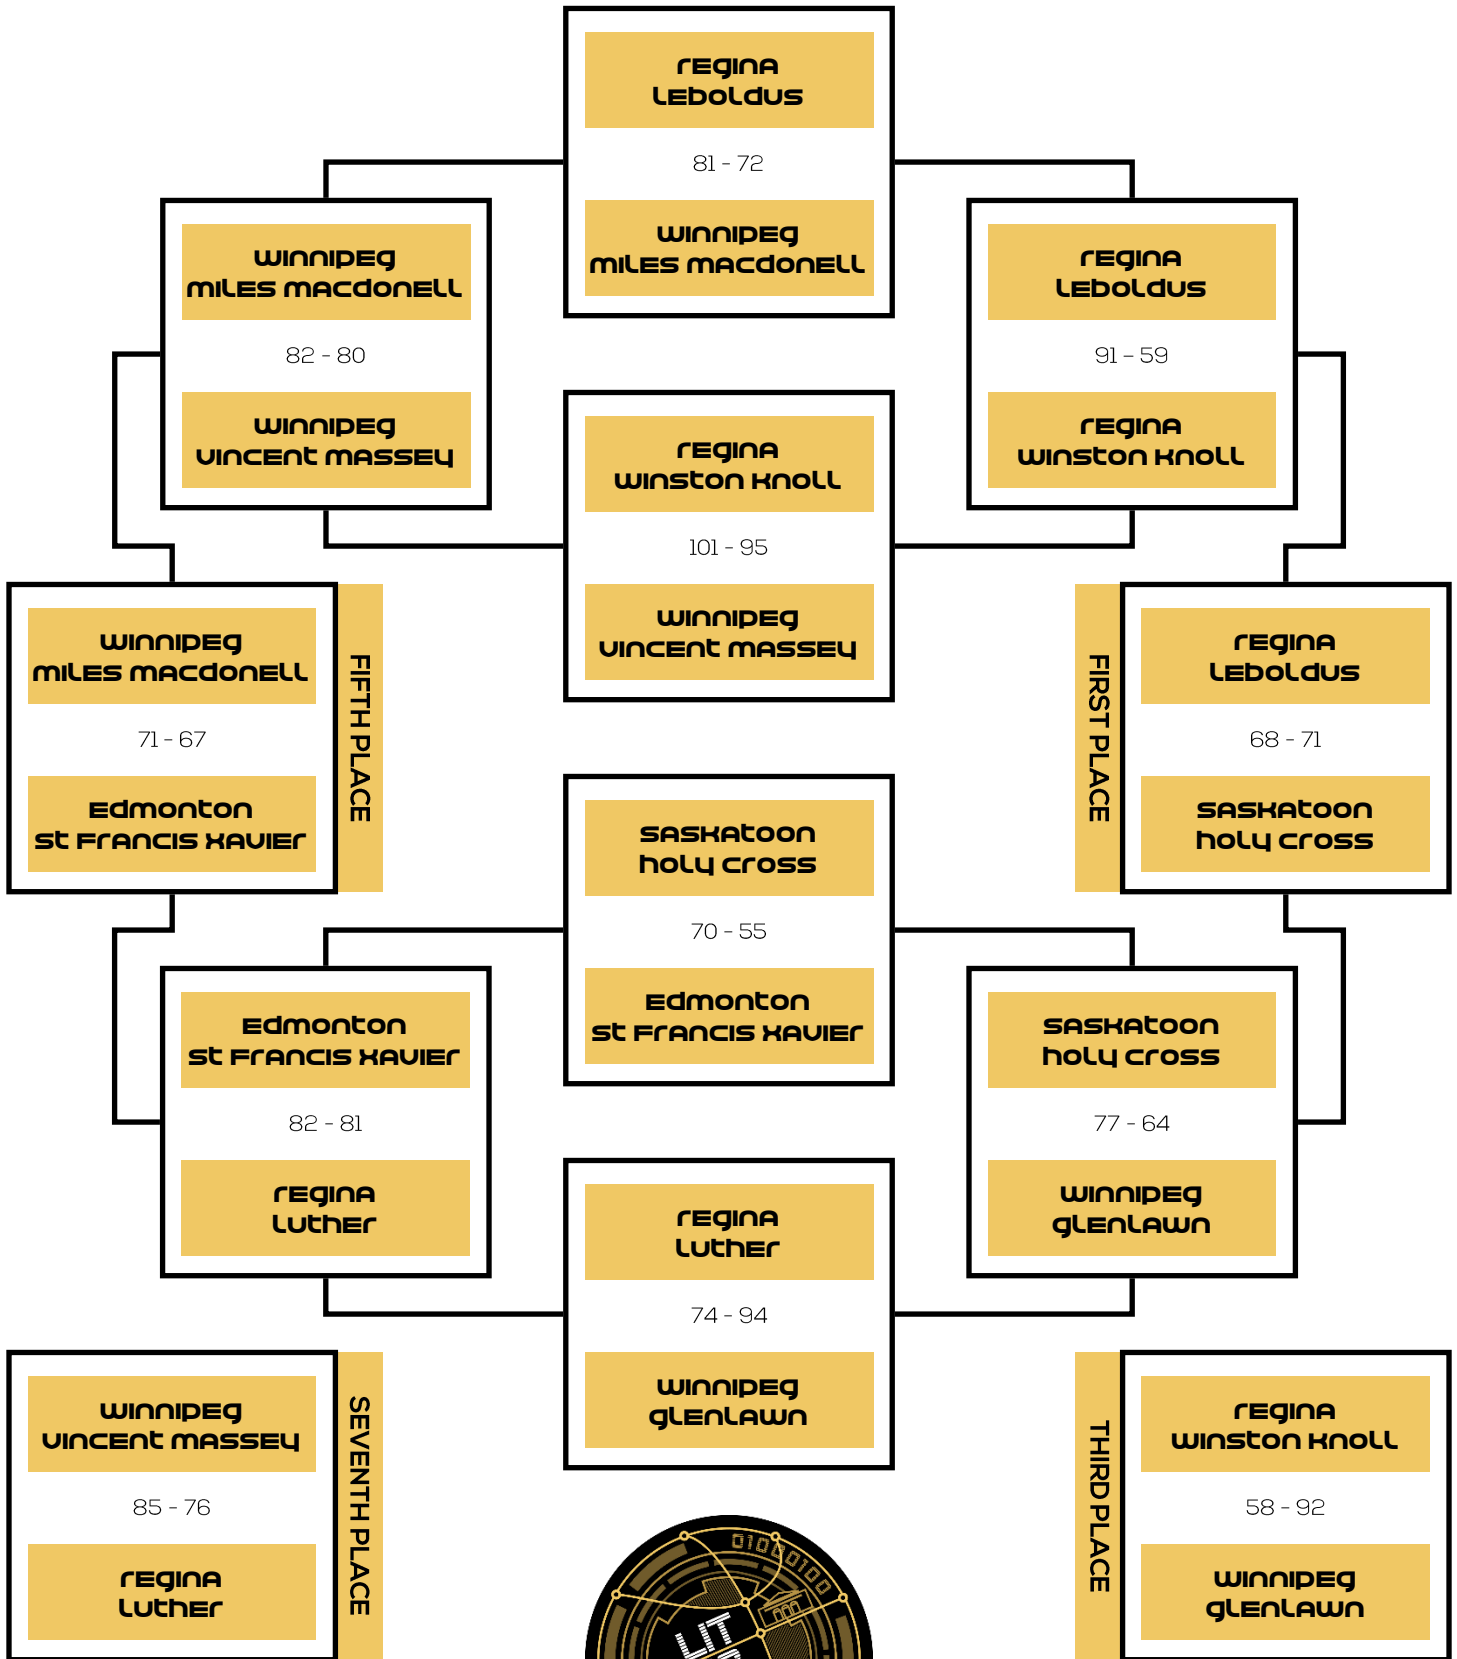 Regina
Leboldus
81 - 72
Winnipeg
Miles Macdonell
Winnipeg
Miles Macdonell
82 - 80
Winnipeg
Vincent Massey
Regina
Leboldus
91 - 59
Regina
Winston Knoll
Regina
Winston Knoll
101 - 95
Winnipeg
Vincent Massey
Winnipeg
Miles Macdonell
71 - 67
Edmonton
St Francis Xavier
FIFTH PLACE
FIRST PLACE
Regina
Leboldus
68 - 71
Saskatoon
Holy Cross
Saskatoon
Holy Cross
70 - 55
Edmonton
St Francis Xavier
Edmonton
St Francis Xavier
82 - 81
Regina
Luther
Saskatoon
Holy Cross
77 - 64
Winnipeg
Glenlawn
Regina
Luther
74 - 94
Winnipeg
Glenlawn
Winnipeg
Vincent Massey
85 - 76
Regina
Luther
SEVENTH PLACE
THIRD PLACE
Regina
Winston Knoll
58 - 92
Winnipeg
Glenlawn
01000100
LIT